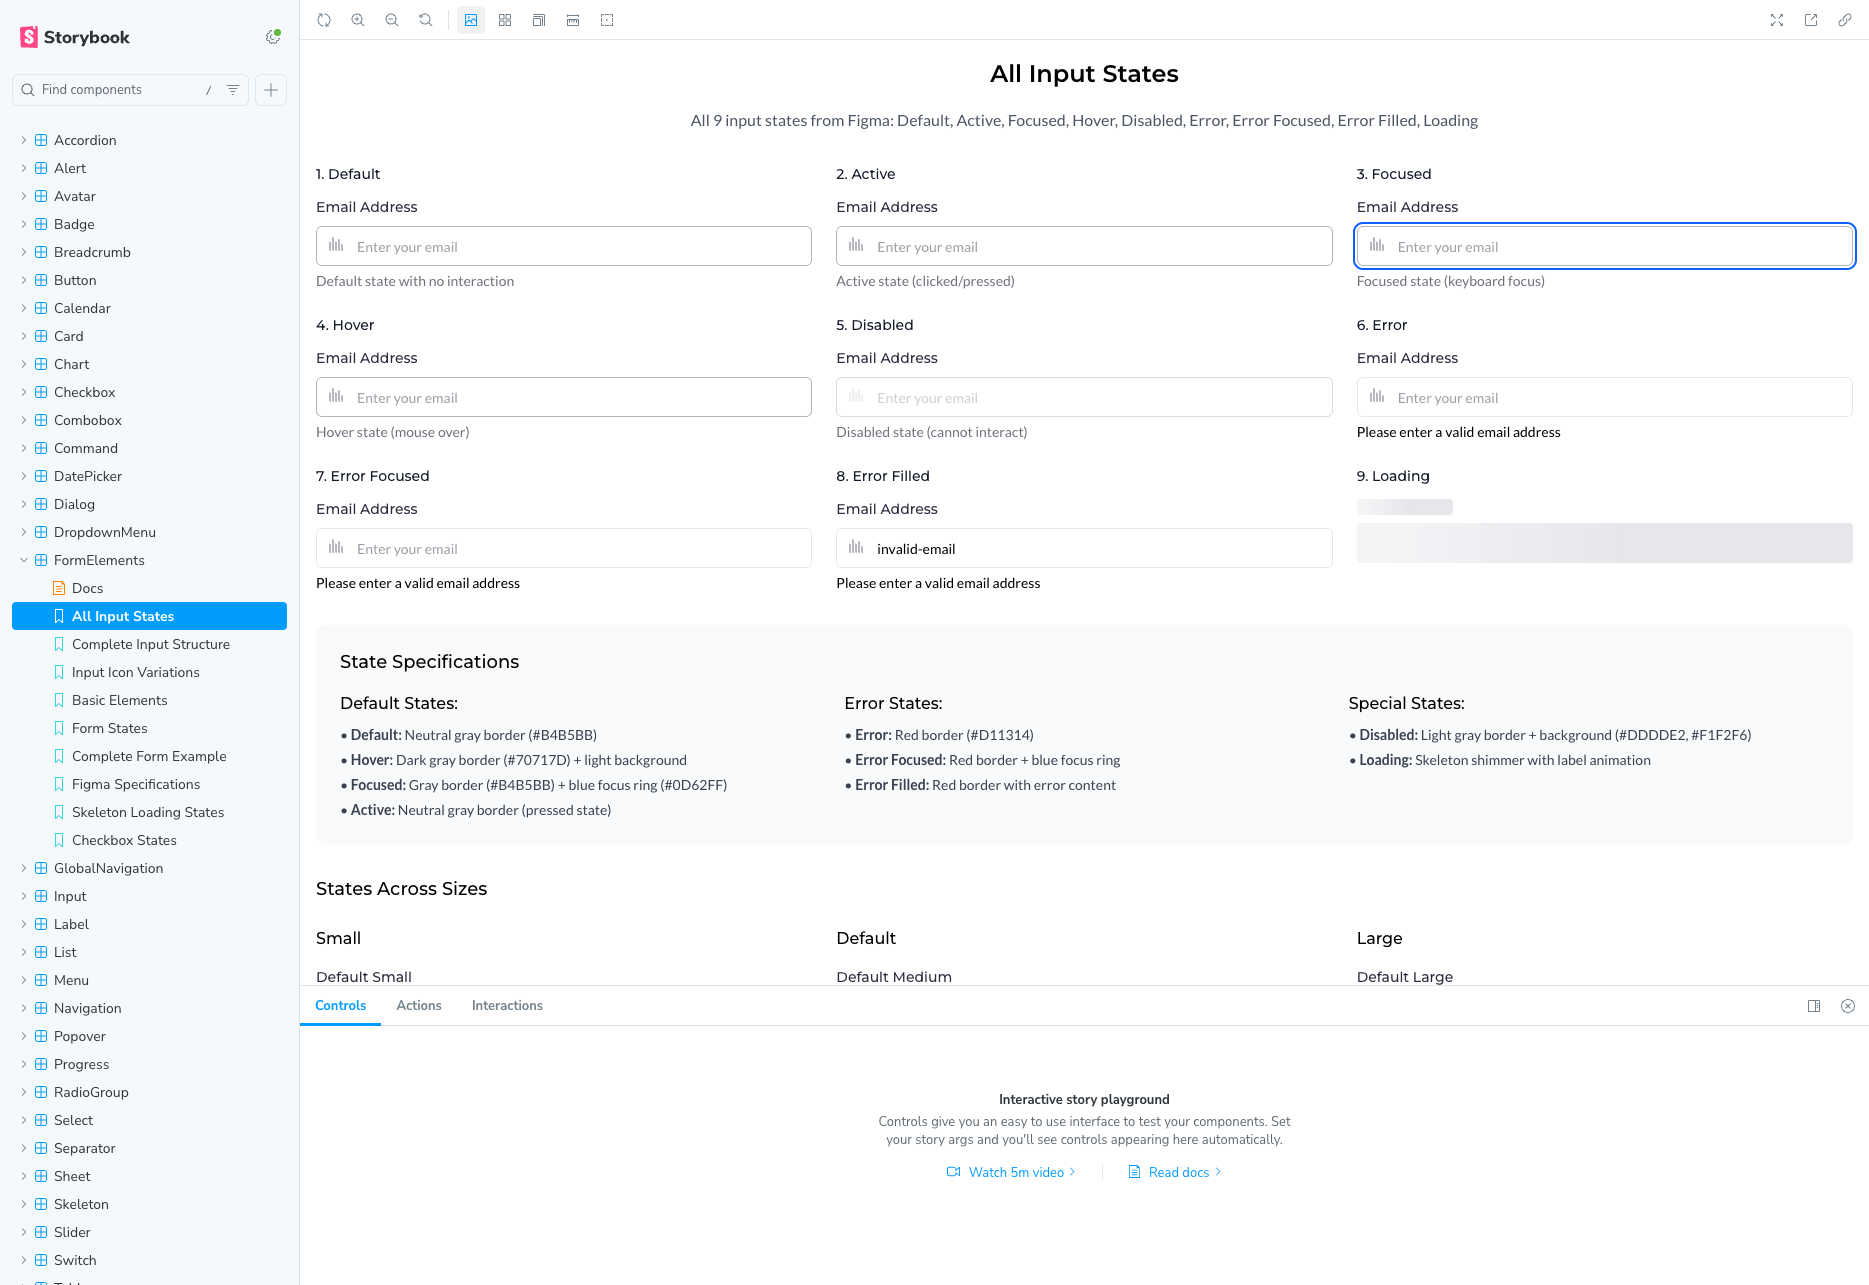 Storybook
Find components
/
Accordion
Alert
Avatar
Badge
Breadcrumb
Button
Calendar
Card
Chart
Checkbox
Combobox
Command
DatePicker
Dialog
DropdownMenu
FormElements
Docs
All Input States
Complete Input Structure
Input Icon Variations
Basic Elements
Form States
Complete Form Example
Figma Specifications
Skeleton Loading States
Checkbox States
GlobalNavigation
Input
Label
List
Menu
Navigation
Popover
Progress
RadioGroup
Select
Separator
Sheet
Skeleton
Slider
Switch
All Input States
All 9 input states from Figma: Default, Active, Focused, Hover, Disabled, Error, Error Focused, Error Filled, Loading
1. Default
Email Address
Enter your email
Default state with no interaction
2. Active
Email Address
Enter your email
Active state (clicked/pressed)
3. Focused
Email Address
Enter your email
Focused state (keyboard focus)
4. Hover
Email Address
Enter your email
Hover state (mouse over)
5. Disabled
Email Address
Enter your email
Disabled state (cannot interact)
6. Error
Email Address
Enter your email
Please enter a valid email address
7. Error Focused
Email Address
Enter your email
Please enter a valid email address
8. Error Filled
Email Address
invalid-email
Please enter a valid email address
9. Loading
State Specifications
Default States:
• Default: Neutral gray border (#B4B5BB)
• Hover: Dark gray border (#70717D) + light background
• Focused: Gray border (#B4B5BB) + blue focus ring (#0D62FF)
• Active: Neutral gray border (pressed state)
Error States:
• Error: Red border (#D11314)
• Error Focused: Red border + blue focus ring
• Error Filled: Red border with error content
Special States:
• Disabled: Light gray border + background (#DDDDE2, #F1F2F6)
• Loading: Skeleton shimmer with label animation
States Across Sizes
Small
Default Small
Default
Default Medium
Large
Default Large
Controls
Actions
Interactions
Interactive story playground
Controls give you an easy to use interface to test your components. Set
your story args and you'll see controls appearing here automatically.
Watch 5m video
Read docs